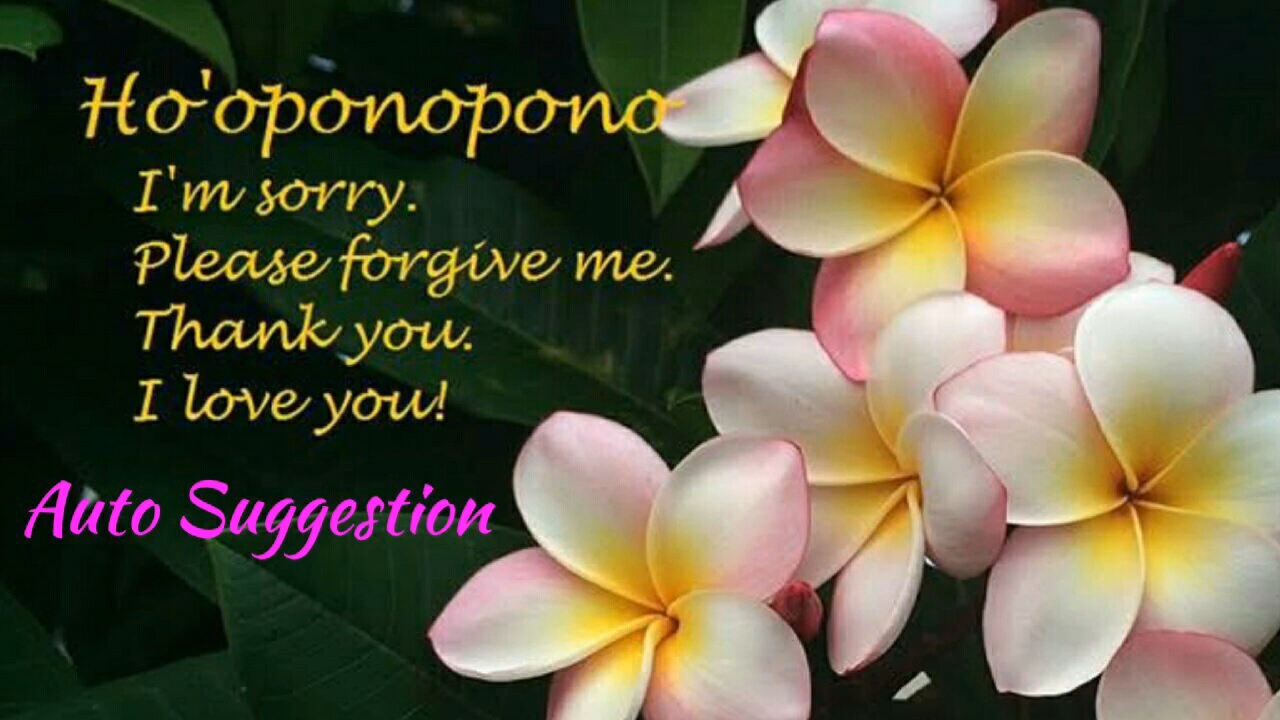 Ho'oponopono
I'm sorry.
Please forgive me.
Thank you.
I love you!
Auto Suggestion